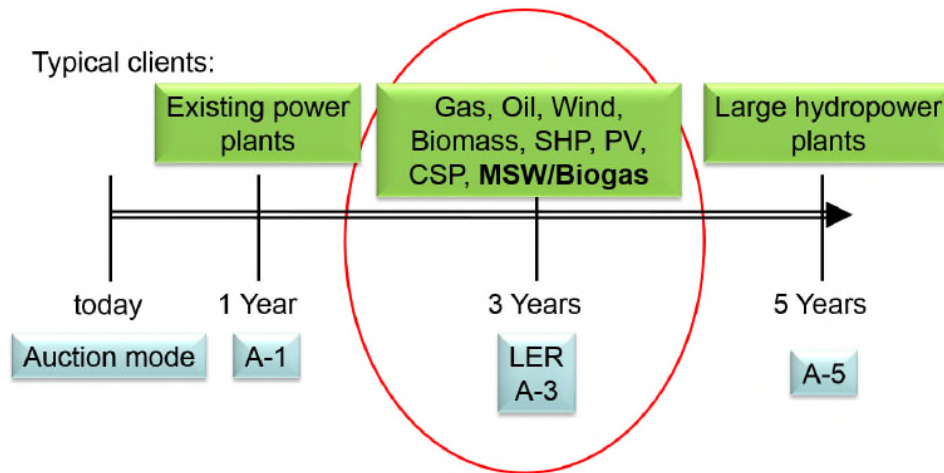 Typical clients:
Existing power
plants
Gas, Oil, Wind,
Biomass, SHP, PV,
CSP, MSW/Biogas
Large hydropower
plants
today
1 Year
3 Years
5 Years
Auction mode
A-1
LER
A-3
A-5